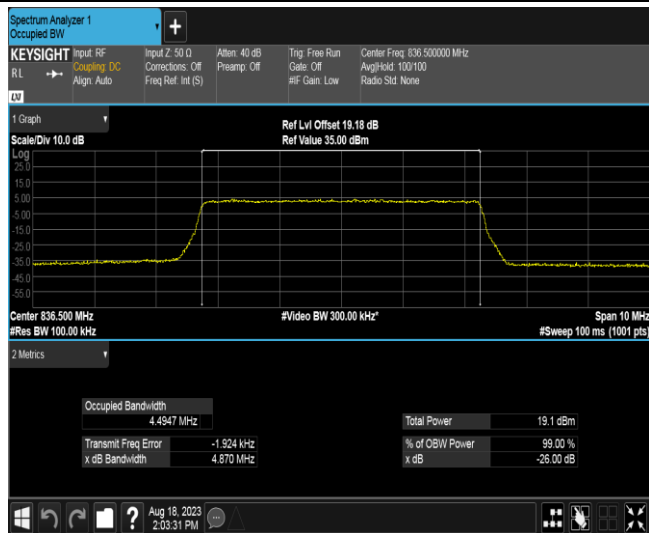 Spectrum Analyzer 1
Occupied BW
+
KEYSIGHT
RL
Input: RF
Coupling: DC
Align: Auto
Input Z: 50 Ω
Corrections: Off
Freq Ref: Int (S)
Atten: 40 dB
Preamp: Off
Trig: Free Run
Gate: Off
#IF Gain: Low
Center Freq: 836.500000 MHz
Avg|Hold: 100/100
Radio Std: None
1 Graph
Scale/Div 10.0 dB
Ref Lvl Offset 19.18 dB
Ref Value 35.00 dBm
Log
25.0
15.0
5.00
-5.00
-15.0
-25.0
-35.0
-45.0
-55.0
Center 836.500 MHz
#Res BW 100.00 kHz
#Video BW 300.00 kHz*
Span 10 MHz
#Sweep 100 ms (1001 pts)
2 Metrics
Occupied Bandwidth
4.4947 MHz
Transmit Freq Error -1.924 kHz
x dB Bandwidth 4.870 MHz
Total Power 19.1 dBm
% of OBW Power 99.00 %
x dB -26.00 dB
?
Aug 18, 2023
2:03:31 PM